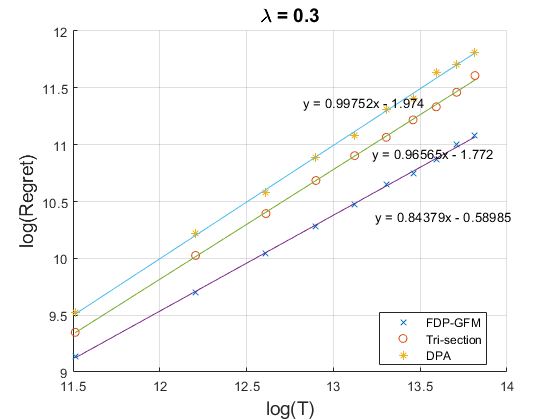 λ = 0.3
12
11.5
11
10.5
10
9.5
9
log(Regret)
y = 0.99752x - 1.974
y = 0.96565x - 1.772
y = 0.84379x - 0.58985
FDP-GFM
Tri-section
DPA
11.5 12 12.5 13 13.5 14
log(T)